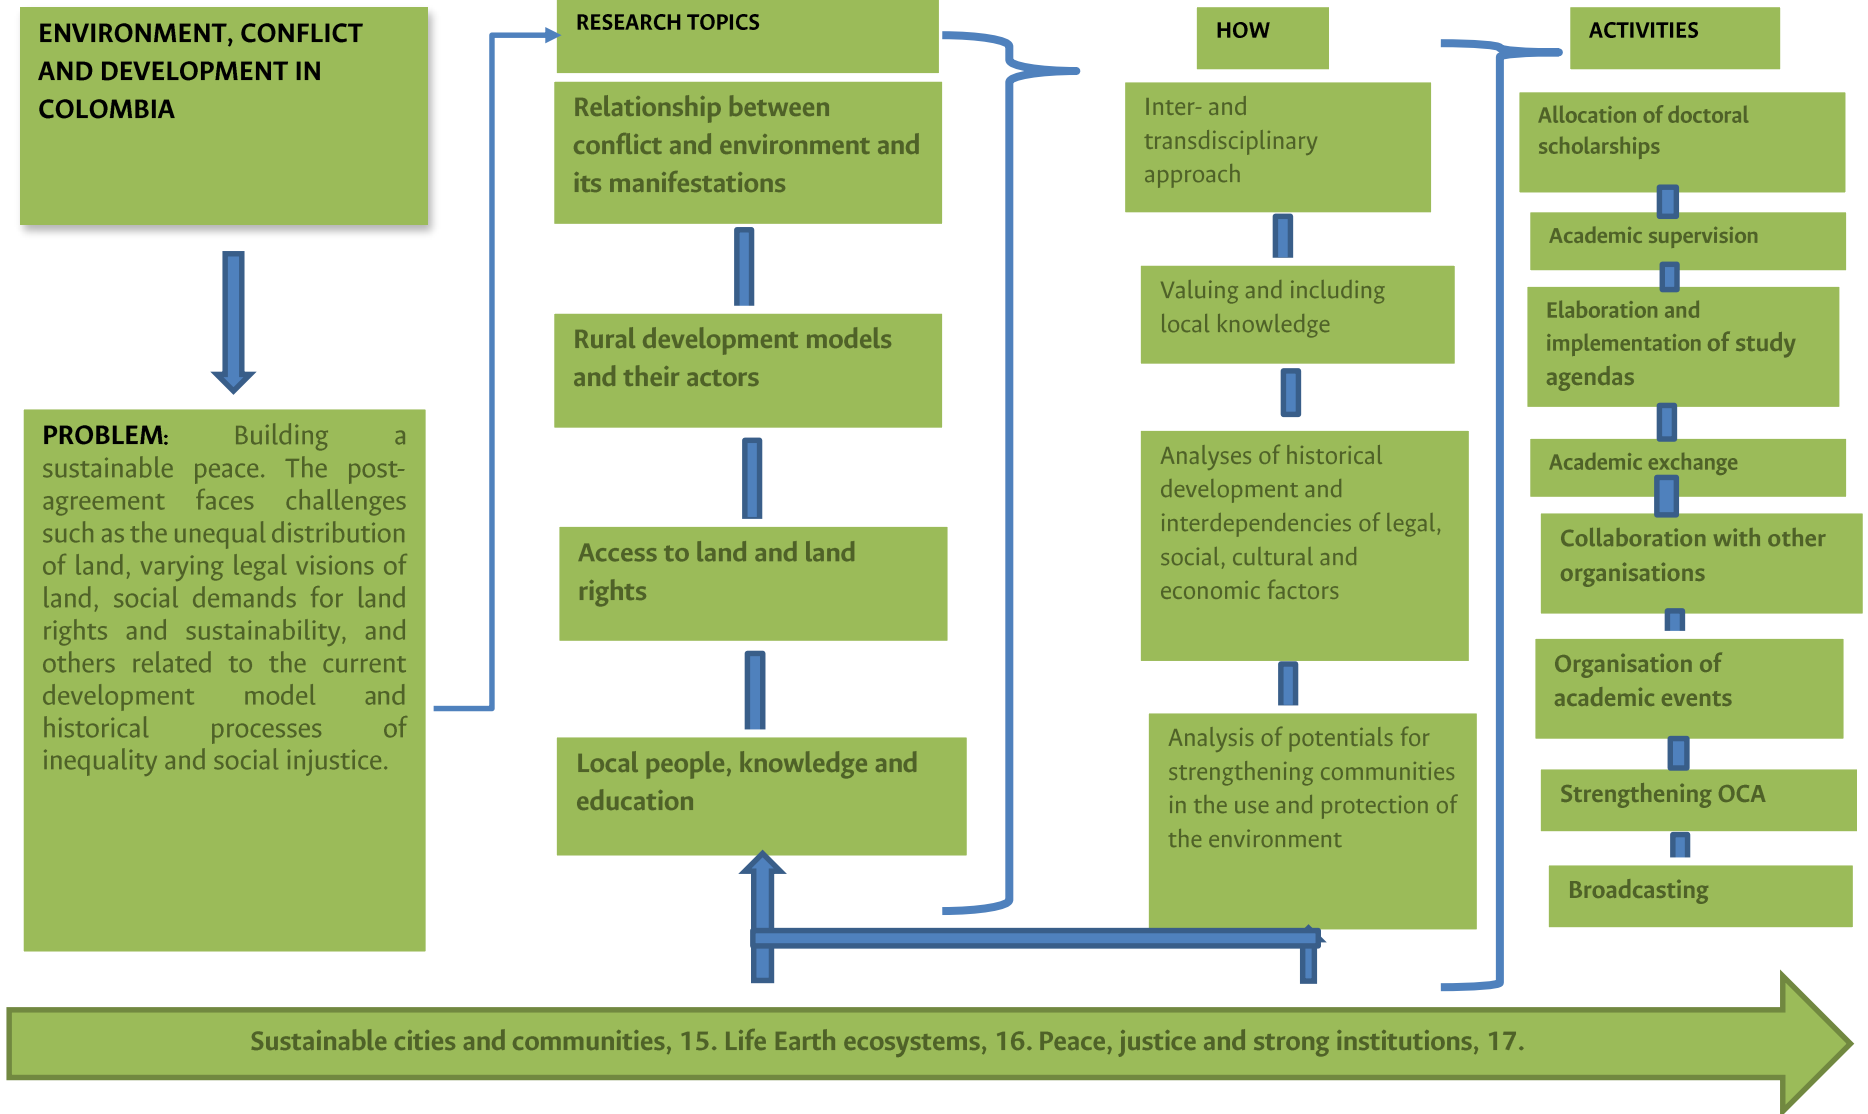 ENVIRONMENT, CONFLICT
AND DEVELOPMENT IN
COLOMBIA
PROBLEM: Building a
sustainable peace. The post-
agreement faces challenges
such as the unequal distribution
of land, varying legal visions of
land, social demands for land
rights and sustainability, and
others related to the current
development model and
historical processes of
inequality and social injustice.
RESEARCH TOPICS
Relationship between
conflict and environment and
its manifestations
Rural development models
and their actors
Access to land and land
rights
Local people, knowledge and
education
HOW
Inter- and
transdisciplinary
approach
Valuing and including
local knowledge
Analyses of historical
development and
interdependencies of legal,
social, cultural and
economic factors
Analysis of potentials for
strengthening communities
in the use and protection of
the environment
ACTIVITIES
Allocation of doctoral
scholarships
Academic supervision
Elaboration and
implementation of study
agendas
Academic exchange
Collaboration with other
organisations
Organisation of
academic events
Strengthening OCA
Broadcasting
Sustainable cities and communities, 15. Life Earth ecosystems, 16. Peace, justice and strong institutions, 17.